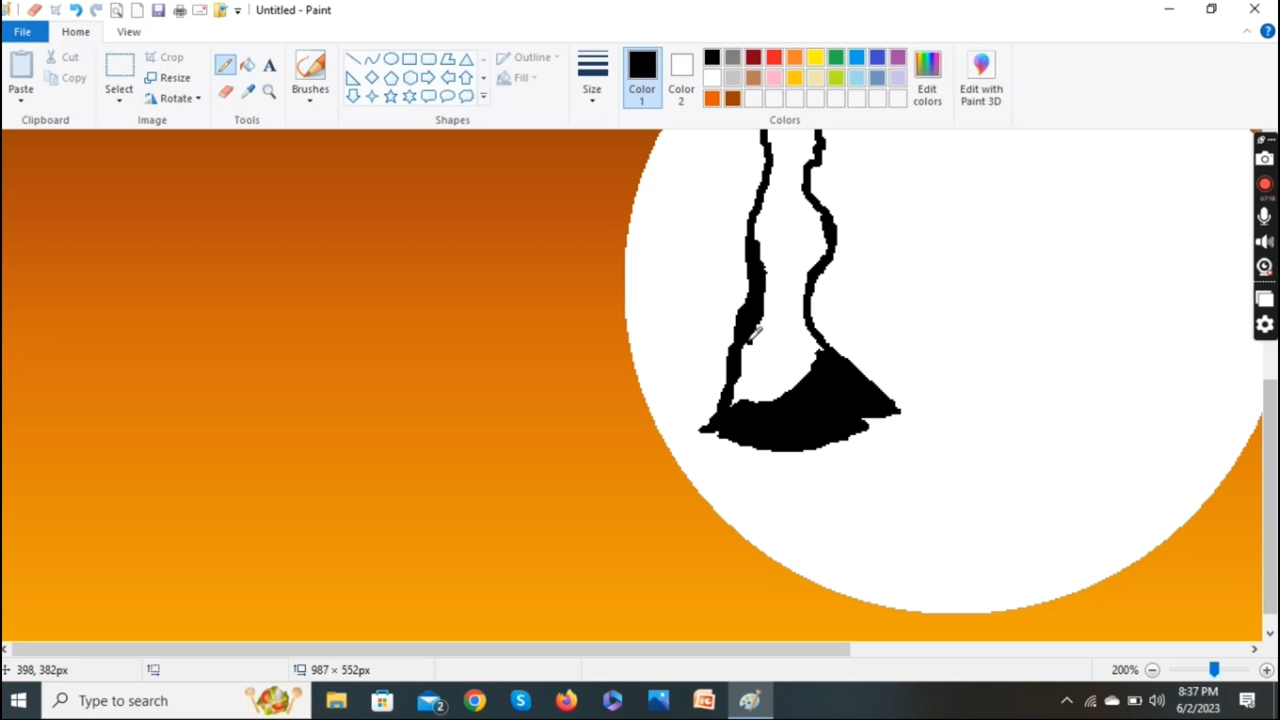 Untitled - Paint
File
Home
View
Paste
Cut
Copy
Clipboard
Select
Crop
Resize
Rotate
Image
A
Tools
Brushes
Shapes
Outline
Fill
Size
Color 1
Color 2
Colors
Edit colors
Edit with Paint 3D
398, 382px
987 × 552px
200%
Type to search
2
8:37 PM
6/2/2023